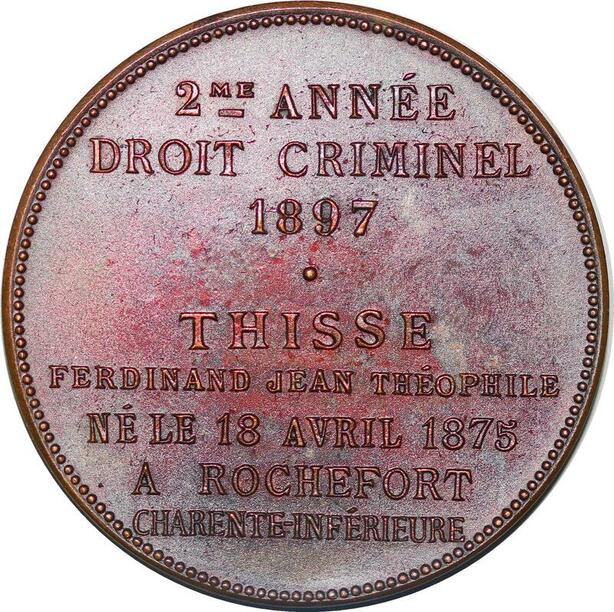 2ME ANNÉE
DROIT CRIMINEL
1897
THISSE
FERDINAND JEAN THÉOPHILE
NÉ LE 18 AVRIL 1875
A ROCHEFORT
CHARENTE-INFÉRIEURE